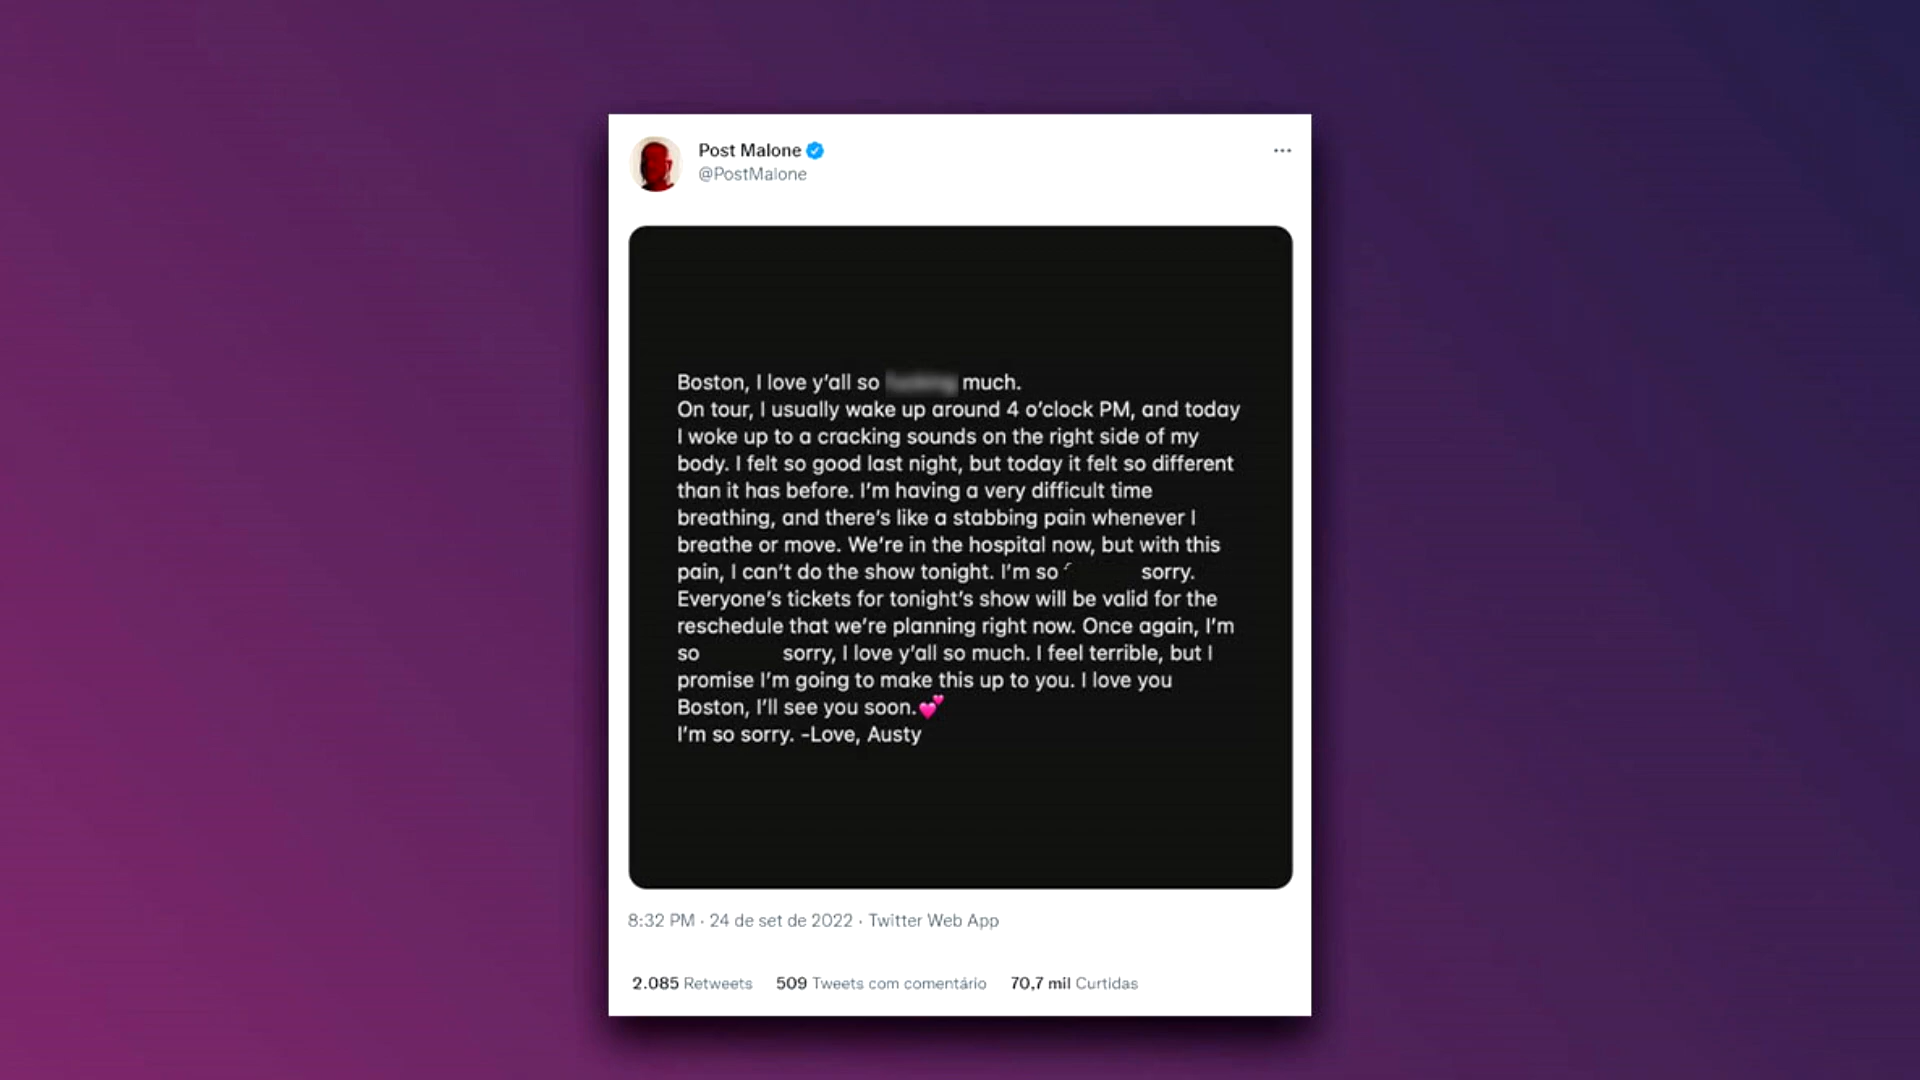 Post Malone
@PostMalone
Boston, I love y'all so much.
On tour, I usually wake up around 4 o'clock PM, and today
I woke up to a cracking sounds on the right side of my
body. I felt so good last night, but today it felt so different
than it has before. I'm having a very difficult time
breathing, and there's like a stabbing pain whenever I
breathe or move. We're in the hospital now, but with this
pain, I can't do the show tonight. I'm so sorry.
Everyone's tickets for tonight's show will be valid for the
reschedule that we're planning right now. Once again, I'm
so sorry, I love y'all so much. I feel terrible, but I
promise I'm going to make this up to you. I love you
Boston, I'll see you soon.💕
I'm so sorry. -Love, Austy
8:32 PM · 24 de set de 2022 · Twitter Web App
2.085 Retweets 509 Tweets com comentário 70,7 mil Curtidas